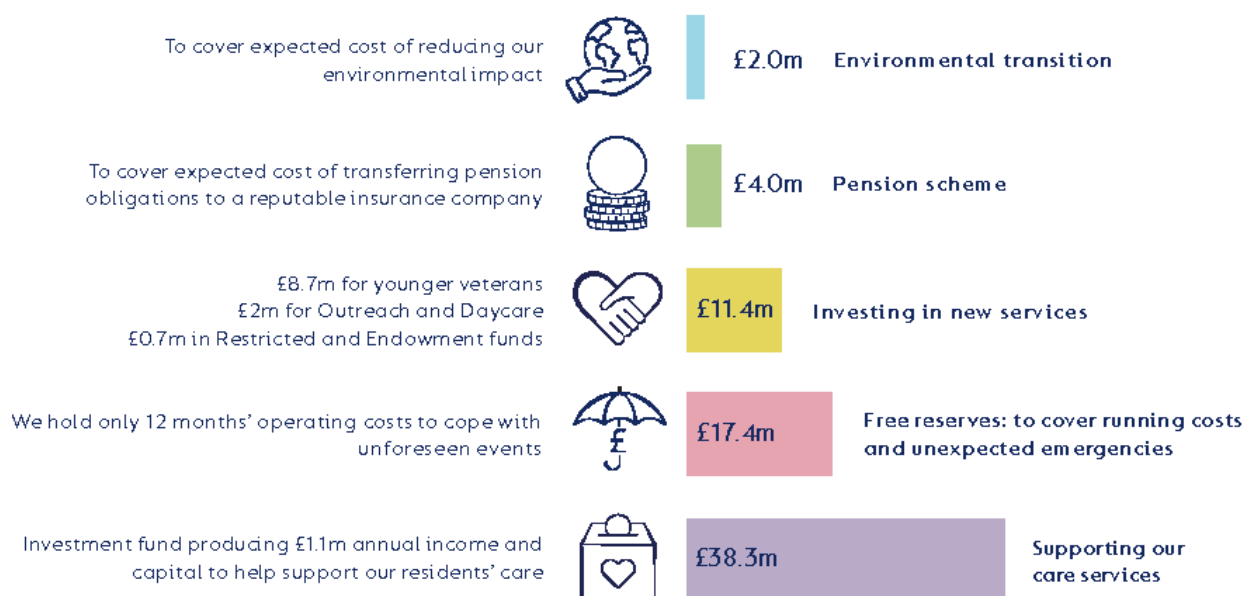 To cover expected cost of reducing our
environmental impact
£2.0m Environmental transition
To cover expected cost of transferring pension
obligations to a reputable insurance company
£4.0m Pension scheme
£8.7m for younger veterans
£2m for Outreach and Daycare
£0.7m in Restricted and Endowment funds
£11.4m Investing in new services
We hold only 12 months' operating costs to cope with
unforeseen events
£
£17.4m
Free reserves: to cover running costs
and unexpected emergencies
Investment fund producing £1.1m annual income and
capital to help support our residents' care
£38.3m
Supporting our
care services